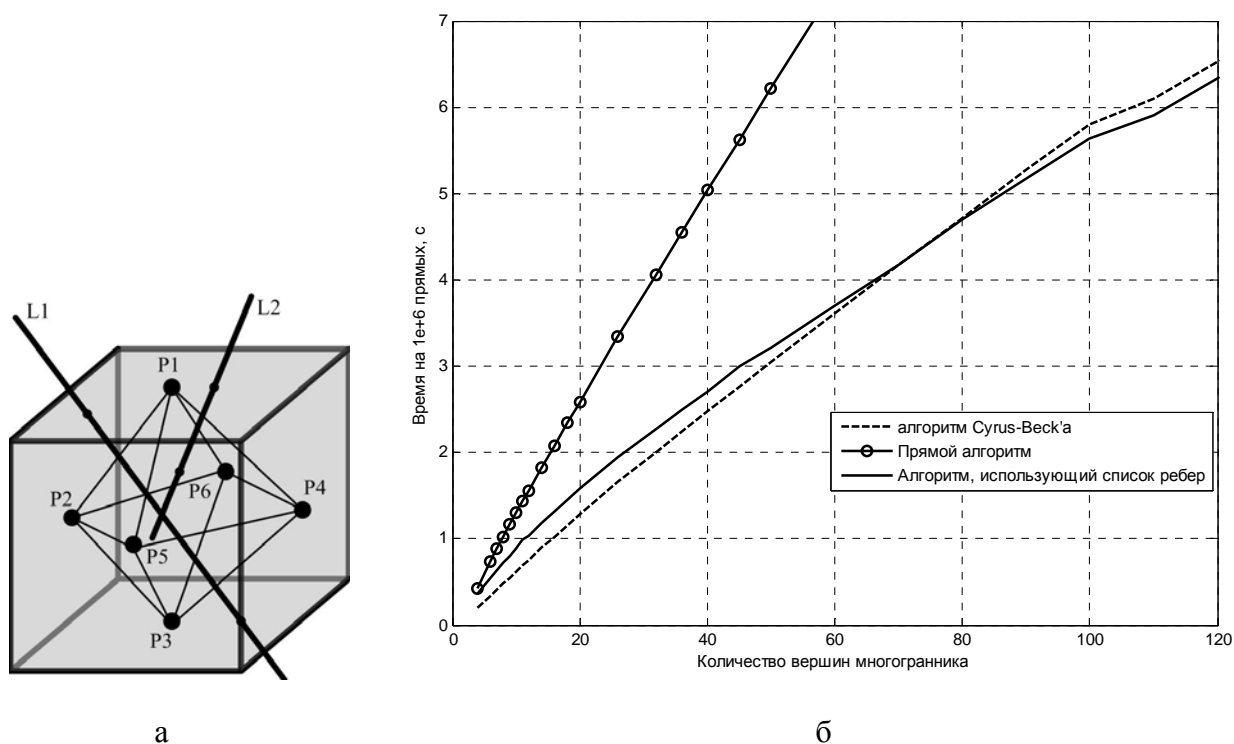 L1
L2
P1
P6
P4
P2
P5
P3
а
Время на 1e+6 прямых, с
7
6
5
4
3
2
1
0
0 20 40 60 80 100 120
Количество вершин многогранника
алгоритм Cyrus-Beck'а
Прямой алгоритм
Алгоритм, использующий список ребер
б